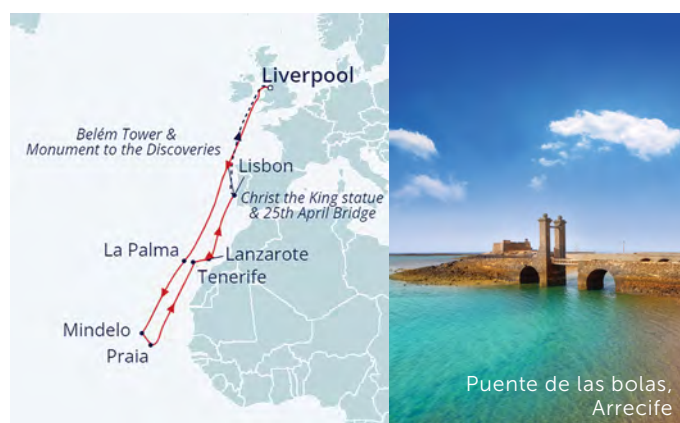 Liverpool
Belém Tower &
Monument to the Discoveries
Lisbon
Christ the King statue
& 25th April Bridge
La Palma
Lanzarote
Tenerife
Mindelo
Praia
Puente de las bolas,
Arrecife